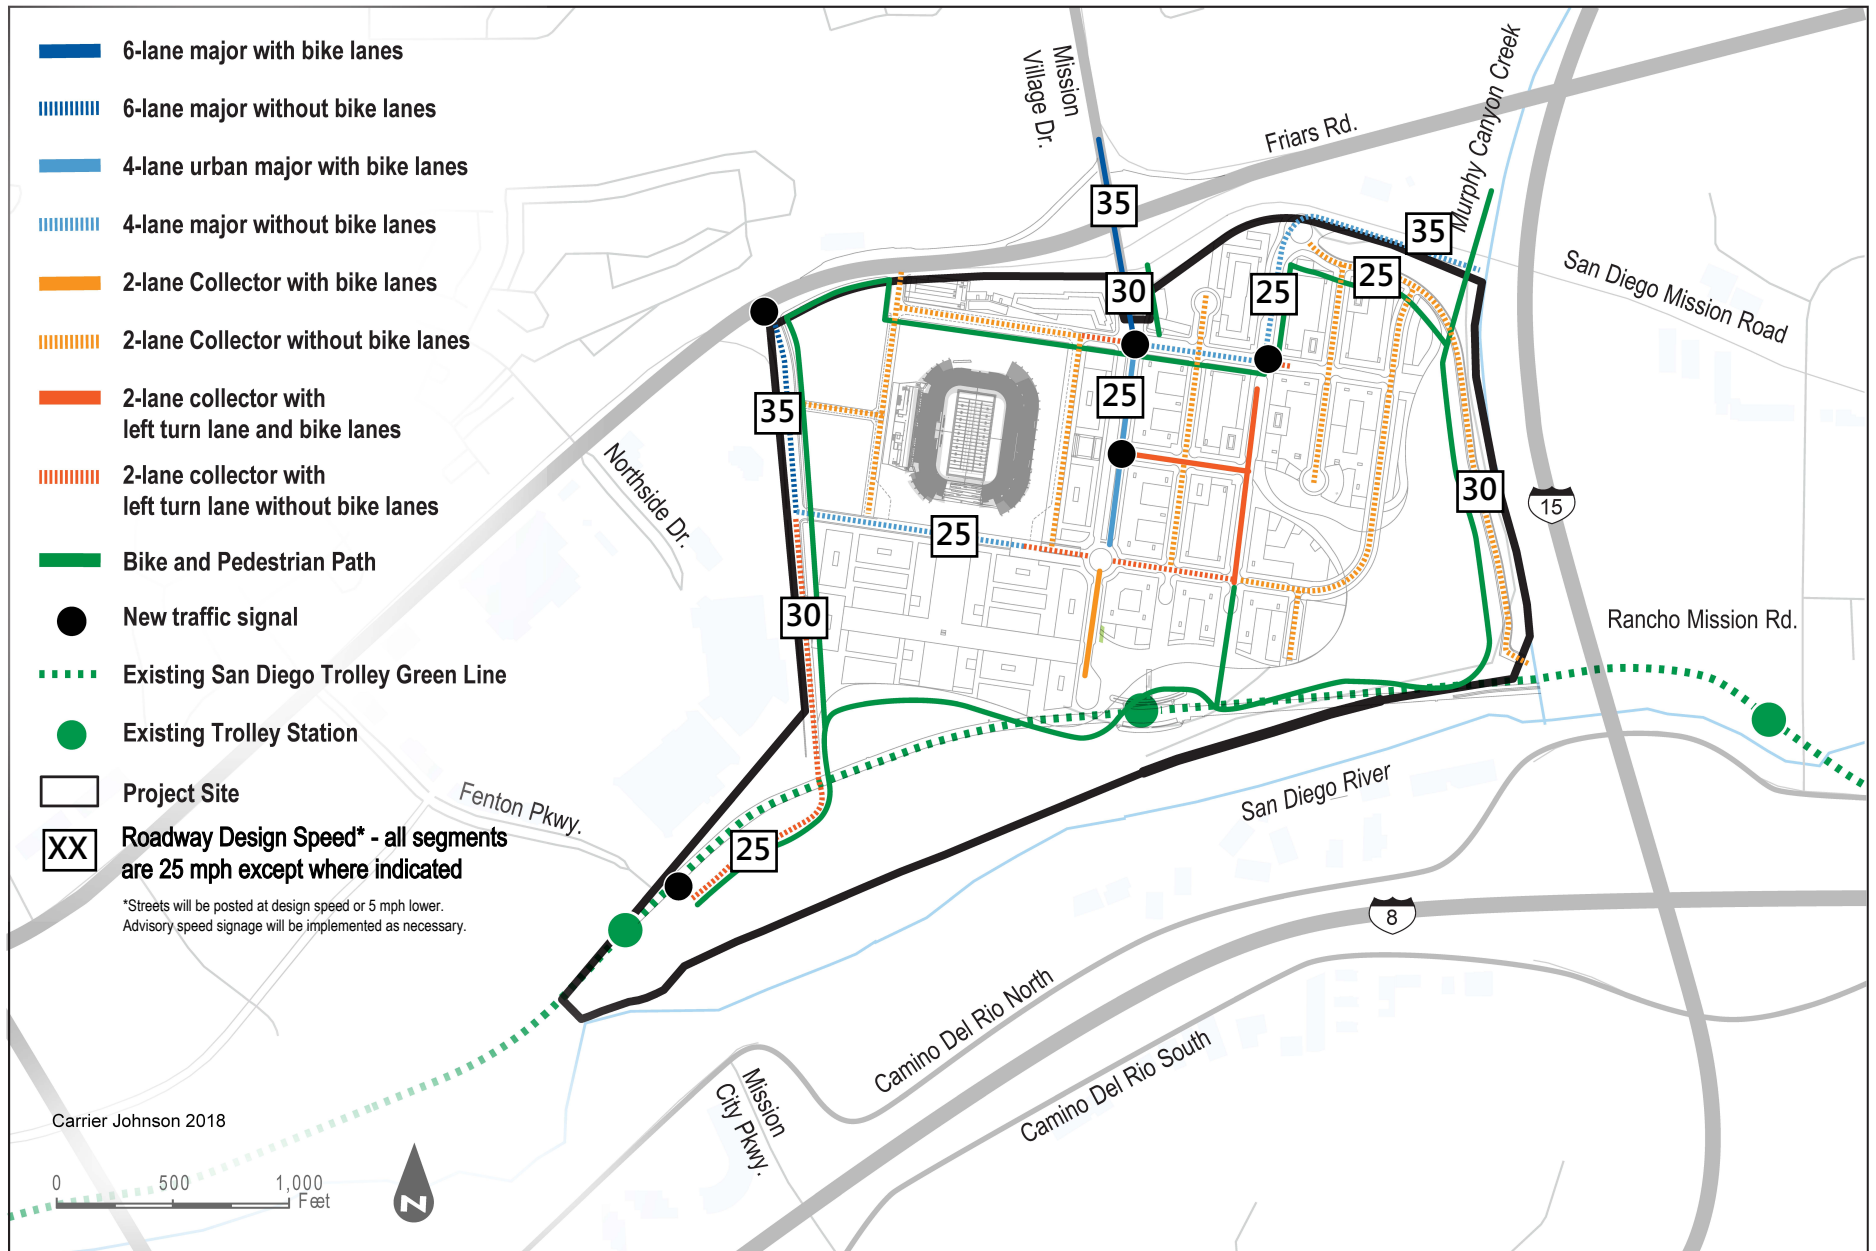 6-lane major with bike lanes
6-lane major without bike lanes
4-lane urban major with bike lanes
4-lane major without bike lanes
2-lane Collector with bike lanes
2-lane Collector without bike lanes
2-lane collector with
left turn lane and bike lanes
2-lane collector with
left turn lane without bike lanes
Bike and Pedestrian Path
New traffic signal
Existing San Diego Trolley Green Line
Existing Trolley Station
Project Site
XX
Roadway Design Speed* - all segments
are 25 mph except where indicated
*Streets will be posted at design speed or 5 mph lower.
Advisory speed signage will be implemented as necessary.
Carrier Johnson 2018
0 500 1,000
Feet
N
Mission
Village Dr.
Friars Rd.
Murphy Canyon Creek
San Diego Mission Road
35
35
30
25
25
35
25
30
15
25
30
25
Northside Dr.
Rancho Mission Rd.
Fenton Pkwy.
San Diego River
8
Camino Del Rio North
Camino Del Rio South
Mission
City Pkwy.